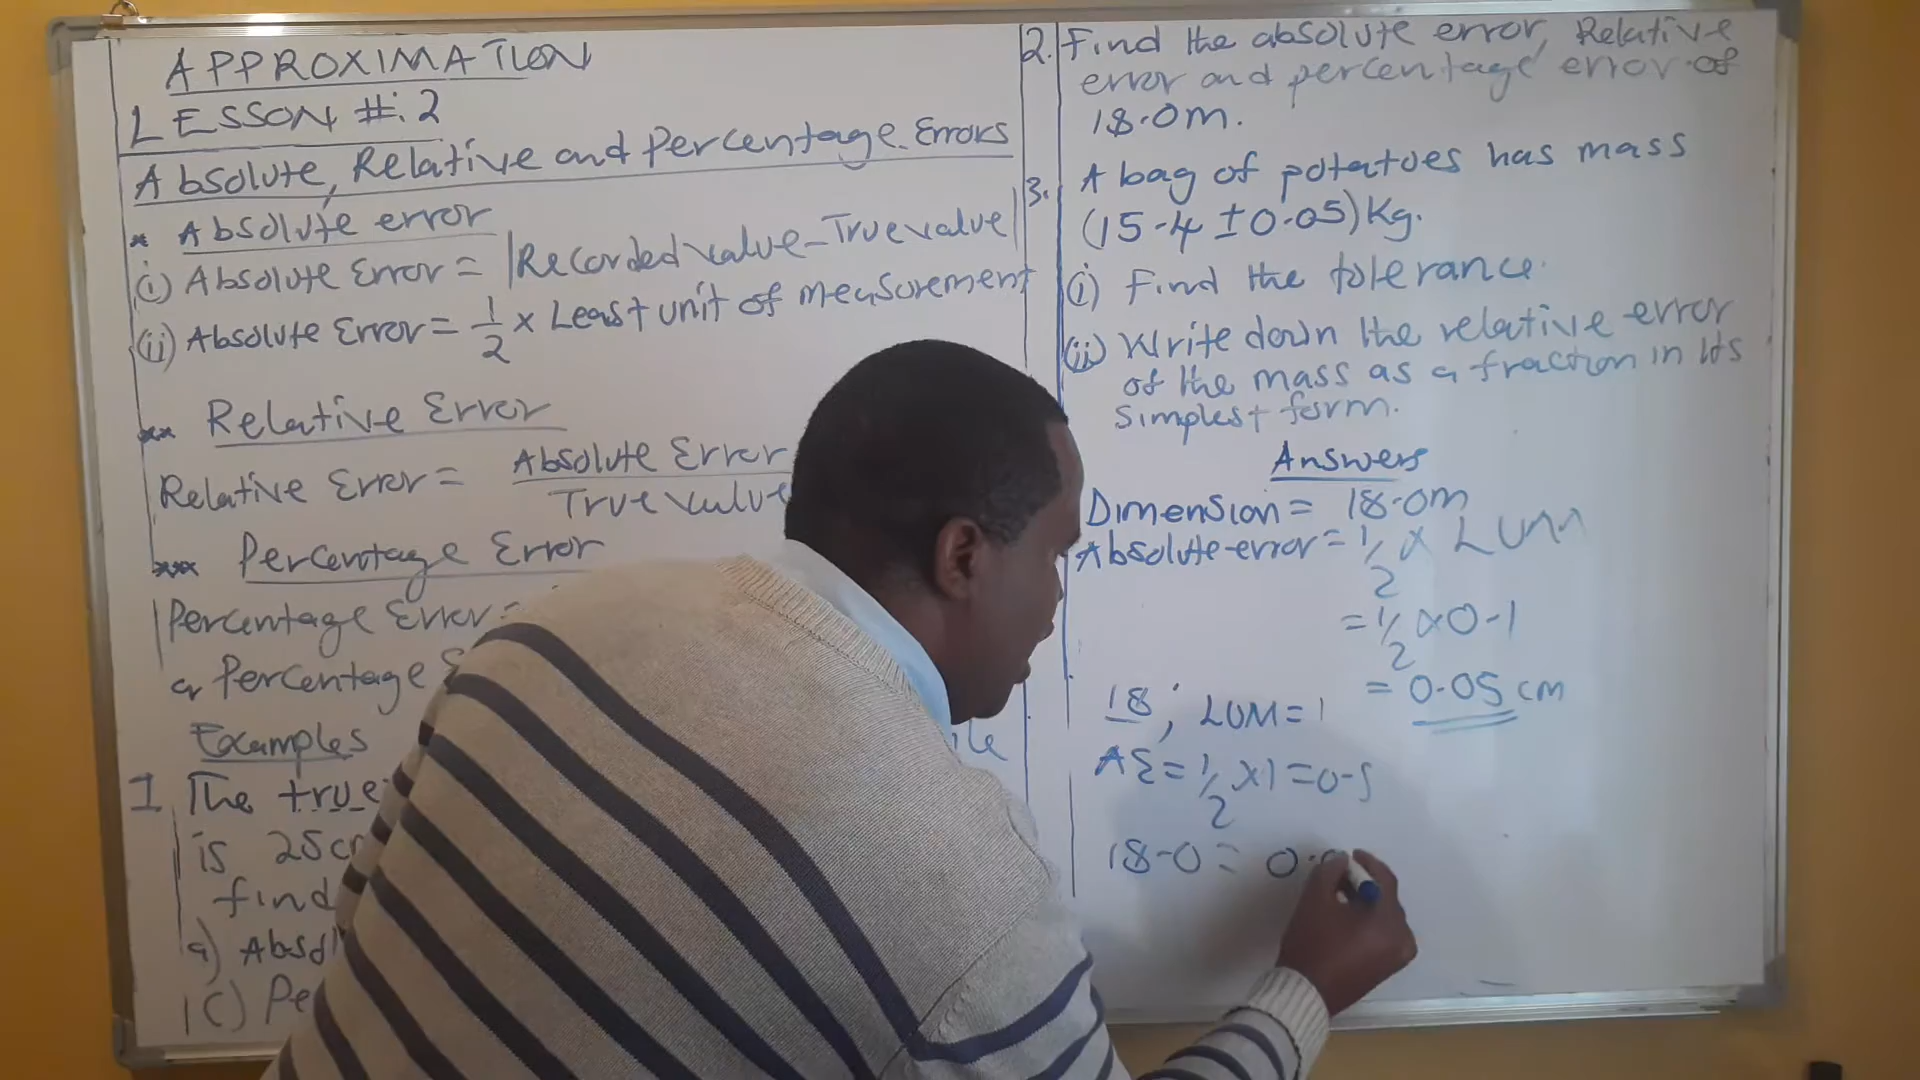 APPROXIMATION
LESSON #:2
Absolute, Relative and Percentage Errors
* Absolute error
(i) Absolute Error = |Recorded value - True value|
(ii) Absolute Error = 1/2 x Least unit of measurement
** Relative Error
Relative Error = Absolute Error / True value
*** Percentage Error
Percentage Error =
a Percentage
Examples
1 The true
is 25cm
find
a) Absol
(C) Pe
2. Find the absolute error, Relative
error and percentage error of
18.0m.
3. A bag of potatoes has mass
(15.4 ± 0.05)Kg.
(i) Find the tolerance.
(ii) Write down the relative error
of the mass as a fraction in its
simplest form.
Answers
Dimension = 18.0m
Absolute error = 1/2 x LUM
= 1/2 x 0.1
= 0.05 cm
18 ; LUM = 1
AE = 1/2 x 1 = 0.5
18.0 = 0.0